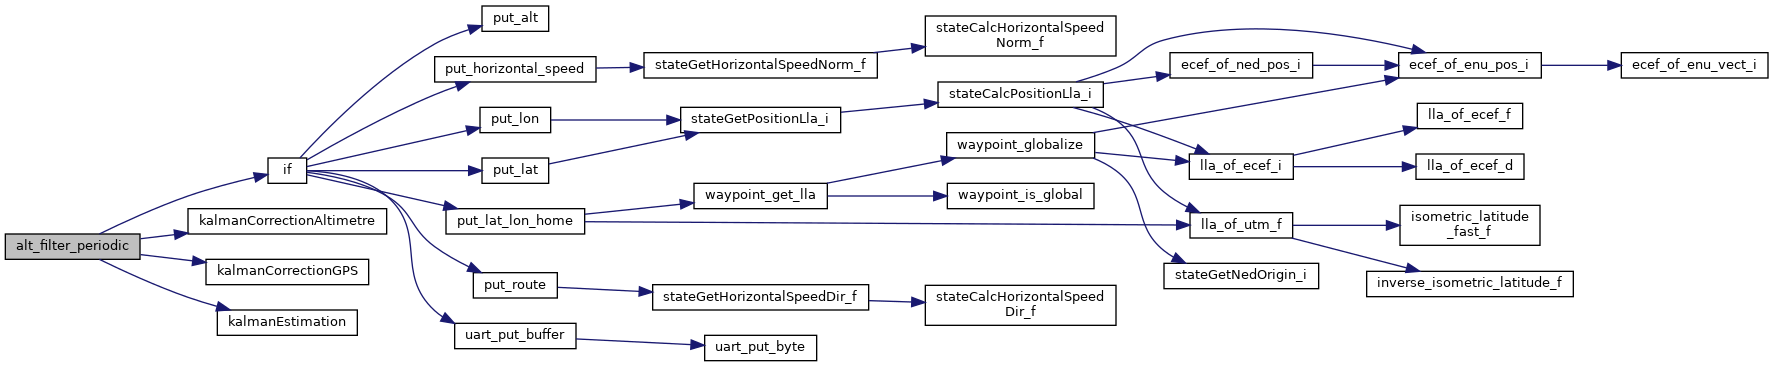 alt_filter_periodic
if
kalmanCorrectionAltimetre
kalmanCorrectionGPS
kalmanEstimation
put_alt
put_horizontal_speed
put_lon
put_lat
put_lat_lon_home
put_route
uart_put_buffer
stateGetHorizontalSpeedNorm_f
stateGetPositionLla_i
waypoint_get_lla
stateGetHorizontalSpeedDir_f
uart_put_byte
stateCalcHorizontalSpeed
Norm_f
stateCalcPositionLla_i
waypoint_globalize
waypoint_is_global
stateCalcHorizontalSpeed
Dir_f
ecef_of_ned_pos_i
lla_of_ecef_i
lla_of_utm_f
stateGetNedOrigin_i
ecef_of_enu_pos_i
lla_of_ecef_f
lla_of_ecef_d
isometric_latitude
_fast_f
inverse_isometric_latitude_f
ecef_of_enu_vect_i